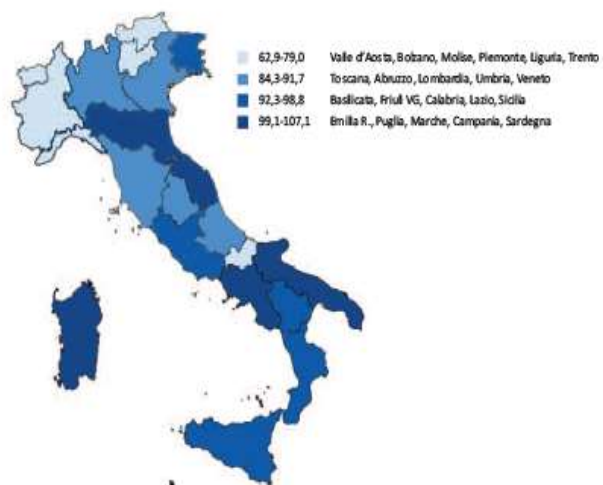 62,9-79,0 Valle d'Aosta, Bolzano, Molise, Piemonte, Liguria, Trento
84,3-91,7 Toscana, Abruzzo, Lombardia, Umbria, Veneto
92,3-98,8 Basilicata, Friuli VG, Calabria, Lazio, Sicilia
99,1-107,1 Emilia R., Puglia, Marche, Campania, Sardegna